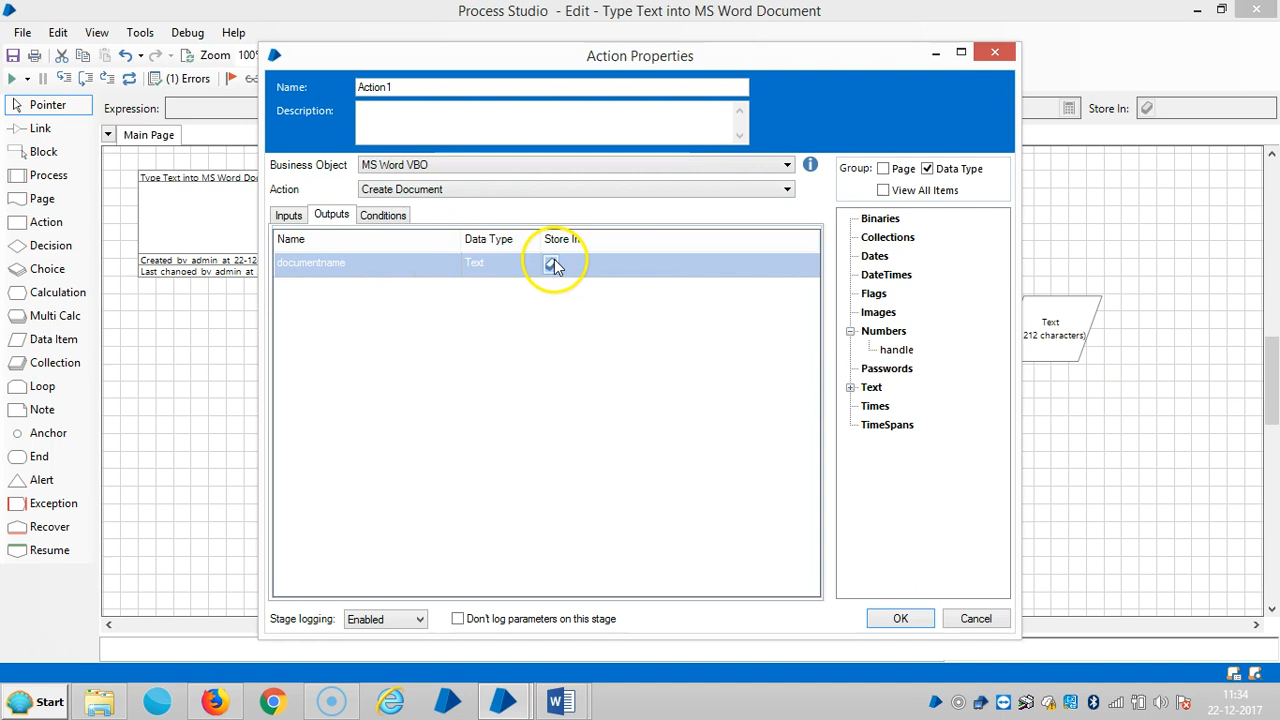 Process Studio - Edit - Type Text into MS Word Document
File Edit View Tools Debug Help
Zoom 100%
(1) Errors
Expression:
Store In:
Pointer
Link
Block
Process
Page
Action
Decision
Choice
Calculation
Multi Calc
Data Item
Collection
Loop
Note
Anchor
End
Alert
Exception
Recover
Resume
Main Page
Type Text into MS Word Do
Created by admin at 22-12
Last changed by admin at
Text
212 characters)
Action Properties
Name: Action1
Description:
Business Object MS Word VBO
Action Create Document
Inputs Outputs Conditions
Name Data Type Store In
documentname Text
Group: Page Data Type
View All Items
Binaries
Collections
Dates
DateTimes
Flags
Images
Numbers
handle
Passwords
Text
Times
TimeSpans
Stage logging: Enabled Don't log parameters on this stage
OK Cancel
Start
11:34
22-12-2017